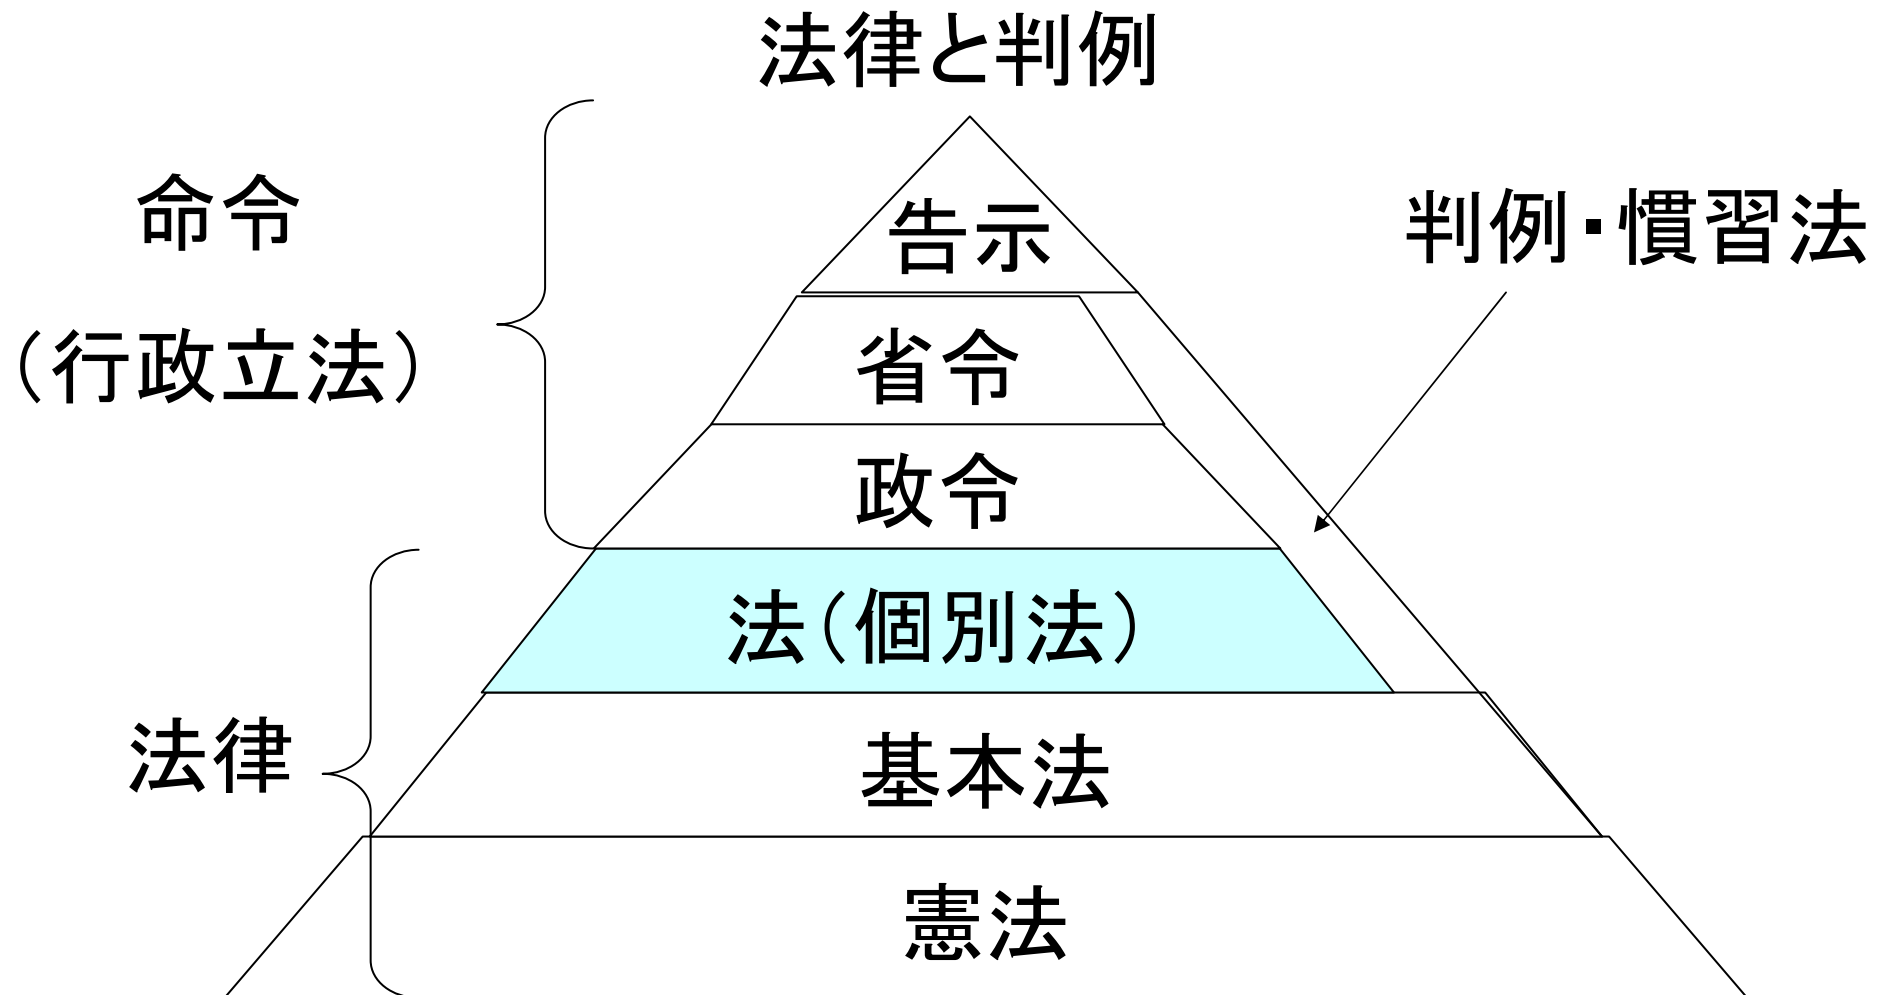 法律と判例
命令
（行政立法）
告示
判例・慣習法
省令
政令
法（個別法）
法律
基本法
憲法